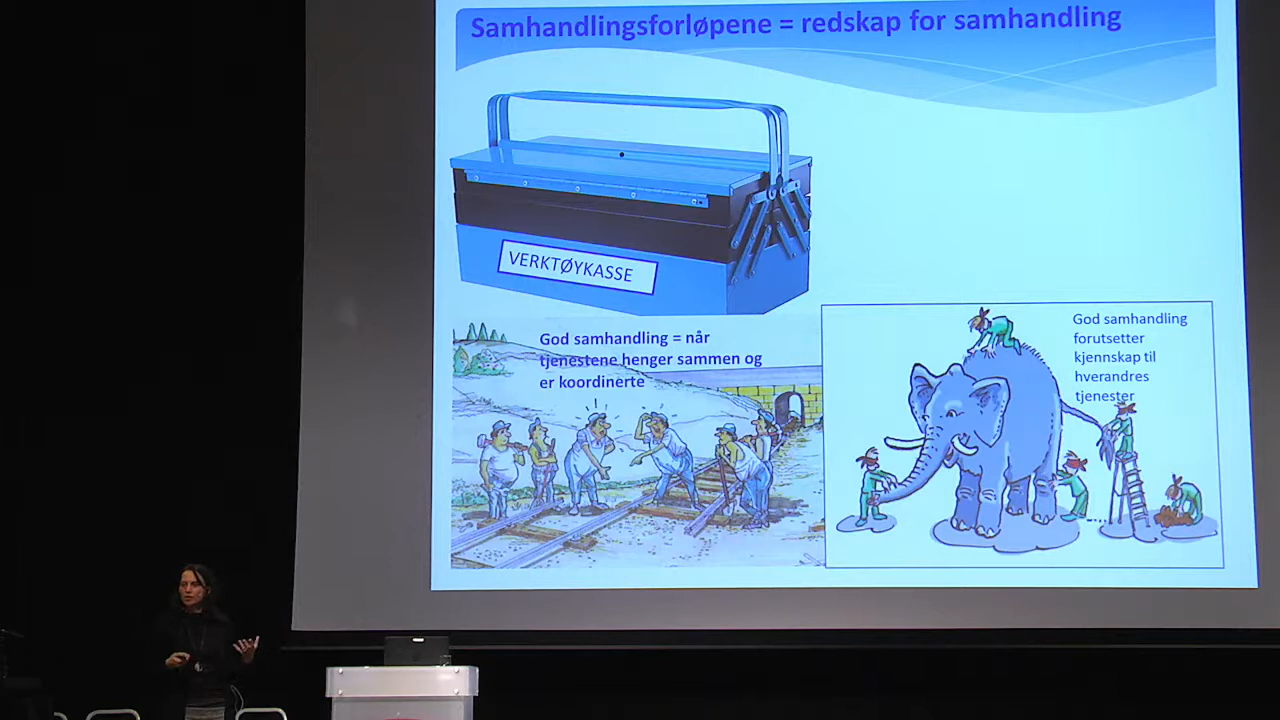 Samhandlingsforløpene = redskap for samhandling
VERKTØYKASSE
God samhandling = når
tjenestene henger sammen og
er koordinerte
God samhandling
forutsetter
kjennskap til
hverandres
tjenester